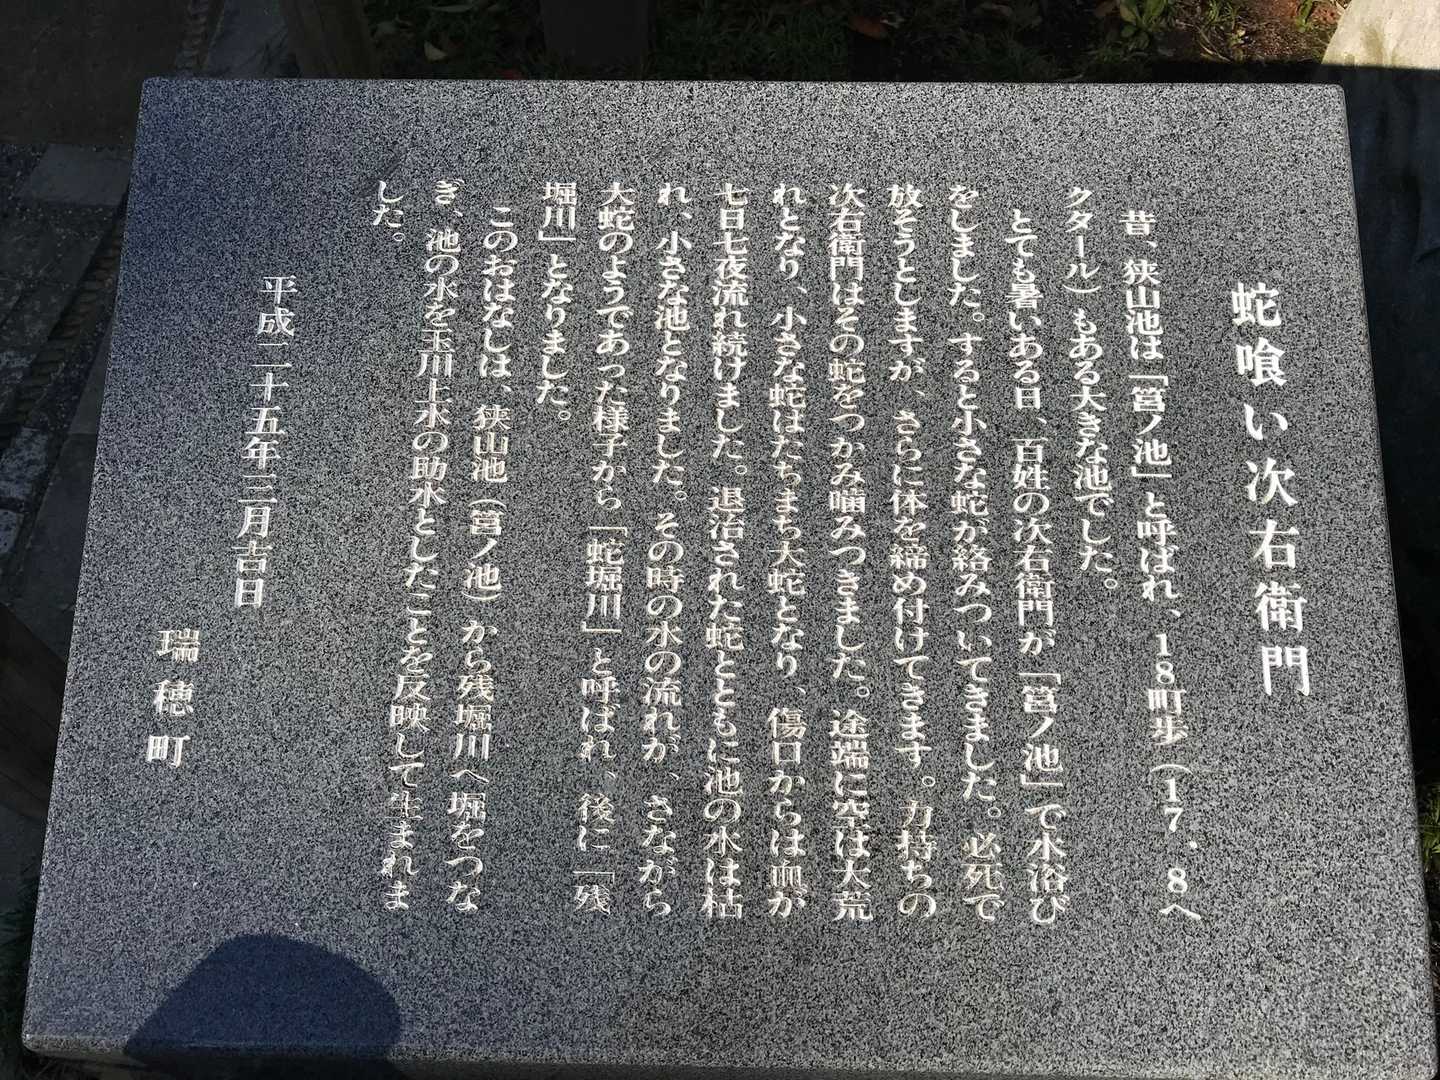 蛇喰い次右衛門
昔、狭山池は「筥ノ池」と呼ばれ、18町歩（17.8ヘ
クタール）もある大きな池でした。
とても暑いある日、百姓の次右衛門が「筥ノ池」で水浴び
をしました。すると小さな蛇が絡みついてきました。必死で
放そうとしますが、さらに体を締め付けてきます。力持ちの
次右衛門はその蛇をつかみ噛みつきました。途端に空は大荒
れとなり、小さな蛇はたちまち大蛇となり、傷口からは血が
七日七夜流れ続けました。退治された蛇とともに池の水は枯
れ、小さな池となりました。その時の水の流れが、さながら
大蛇のようであった様子から「蛇堀川」と呼ばれ、後に「残
堀川」となりました。
このおはなしは、狭山池（筥ノ池）から残堀川へ堀をつな
ぎ、池の水を玉川上水の助水としたことを反映して生まれま
した。
平成二十五年三月吉日
瑞穂町